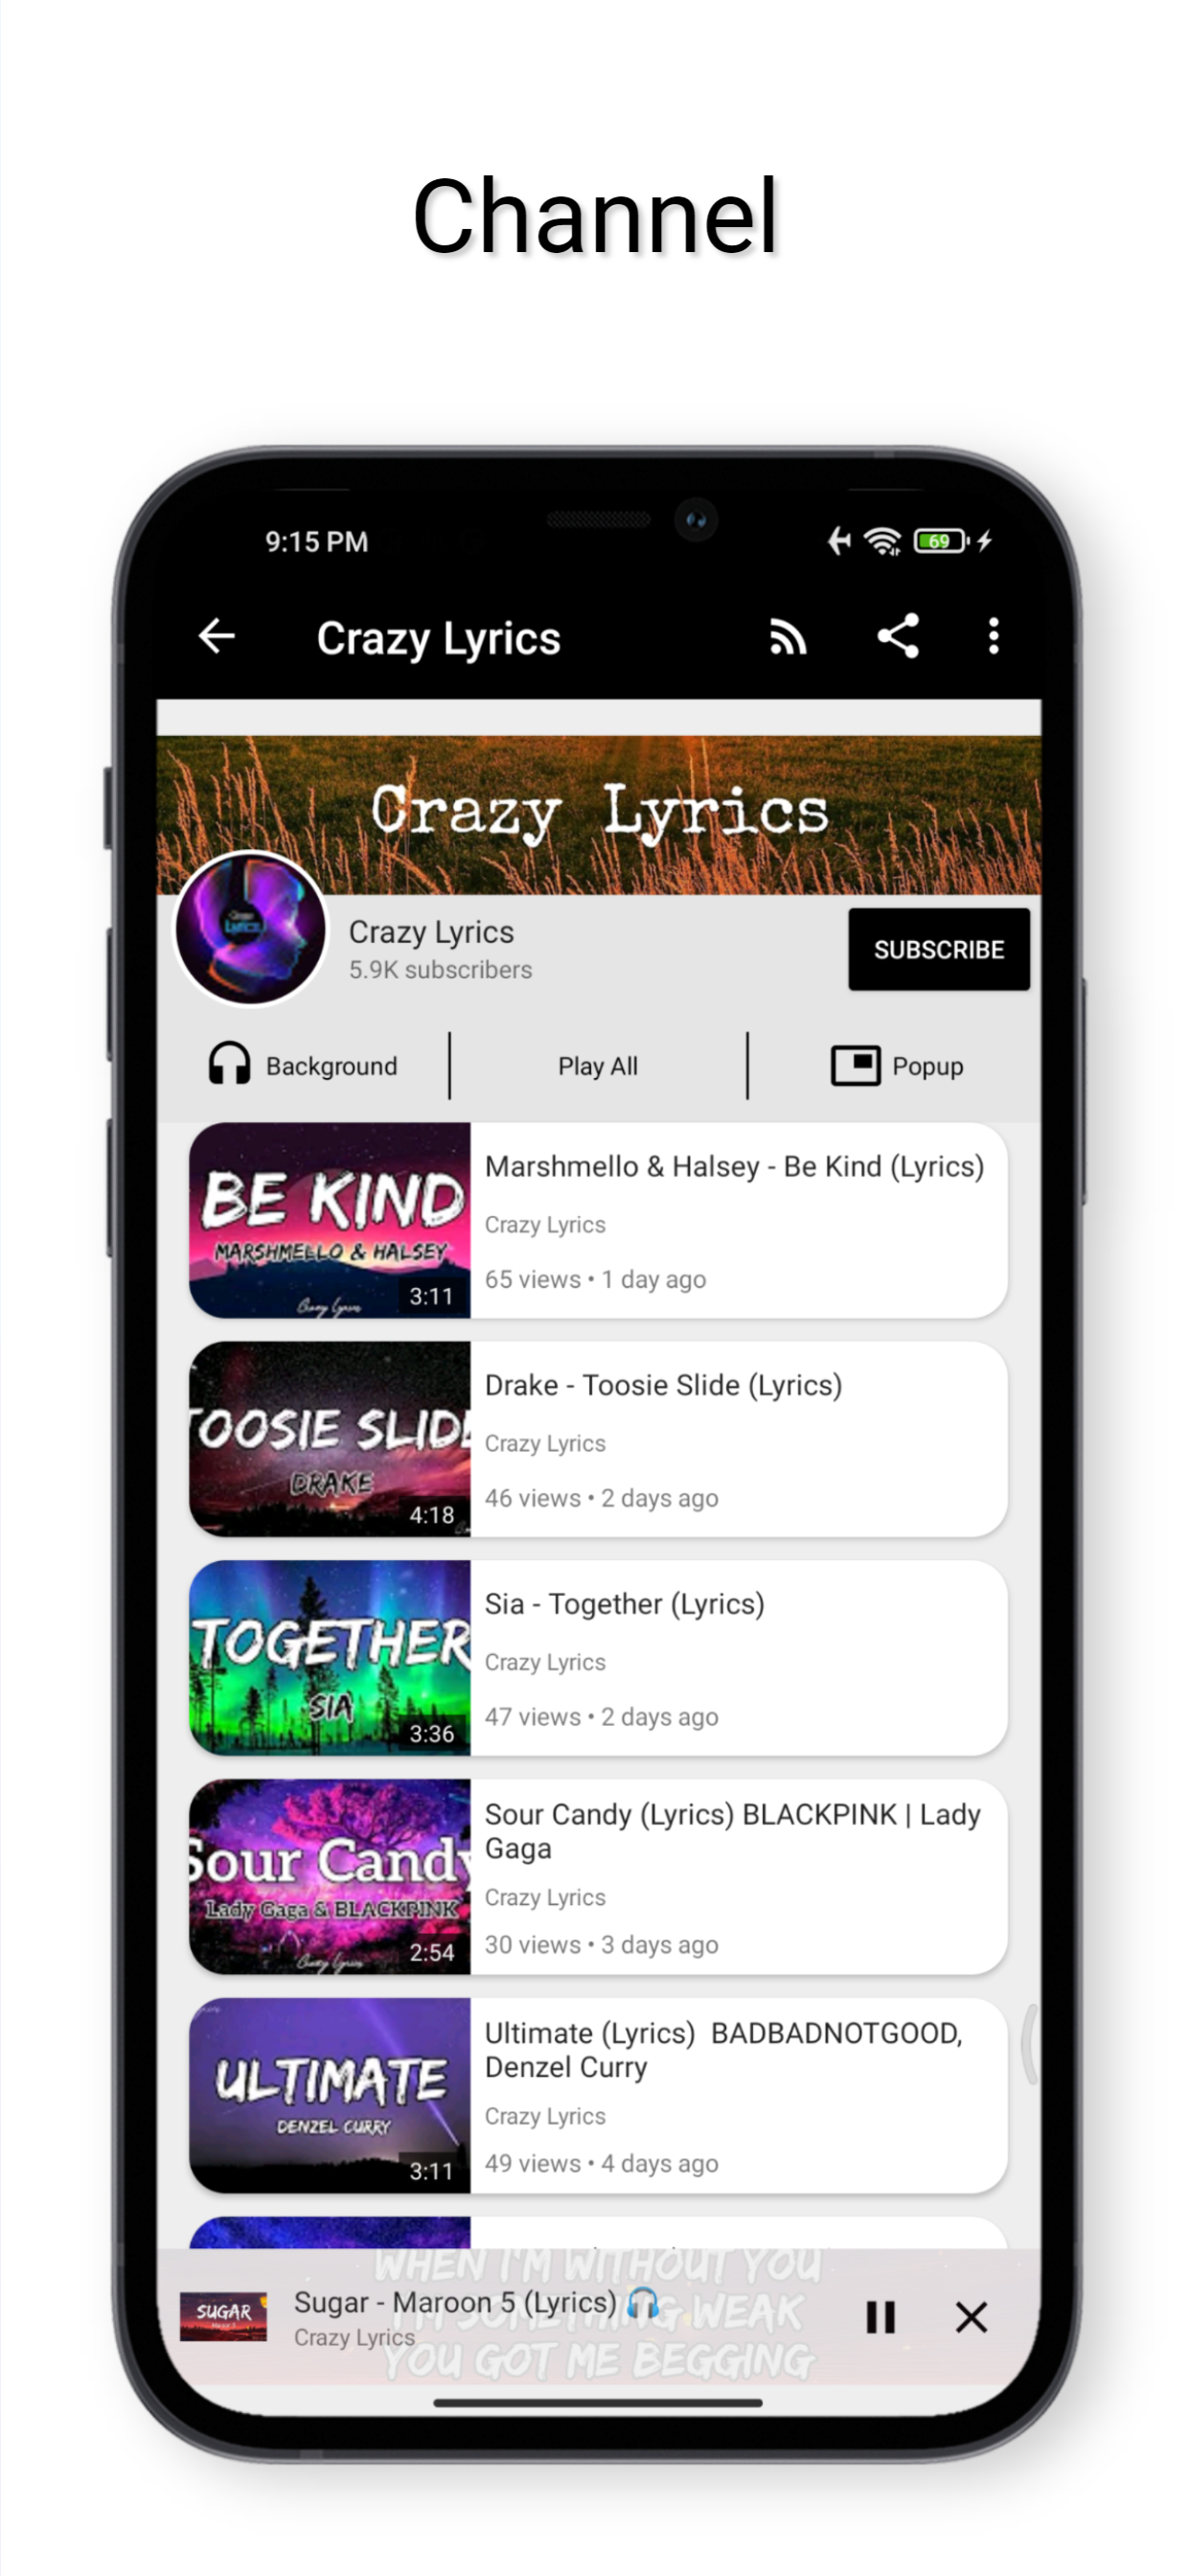 Channel
9:15 PM
69
Crazy Lyrics
Crazy Lyrics
Crazy Lyrics
5.9K subscribers
SUBSCRIBE
Background
Play All
Popup
BE KIND
MARSHMELLO & HALSEY
Crazy Lyrics
3:11
Marshmello & Halsey - Be Kind (Lyrics)
Crazy Lyrics
65 views • 1 day ago
TOOSIE SLIDE
DRAKE
4:18
Drake - Toosie Slide (Lyrics)
Crazy Lyrics
46 views • 2 days ago
TOGETHER
SIA
3:36
Sia - Together (Lyrics)
Crazy Lyrics
47 views • 2 days ago
Sour Candy
Lady Gaga & BLACKPINK
Crazy Lyrics
2:54
Sour Candy (Lyrics) BLACKPINK | Lady
Gaga
Crazy Lyrics
30 views • 3 days ago
ULTIMATE
DENZEL CURRY
3:11
Ultimate (Lyrics)  BADBADNOTGOOD,
Denzel Curry
Crazy Lyrics
49 views • 4 days ago
WHEN I'M WITHOUT YOU
I'M SOMETHING WEAK
YOU GOT ME BEGGING
SUGAR
Sugar - Maroon 5 (Lyrics) 🎧
Crazy Lyrics